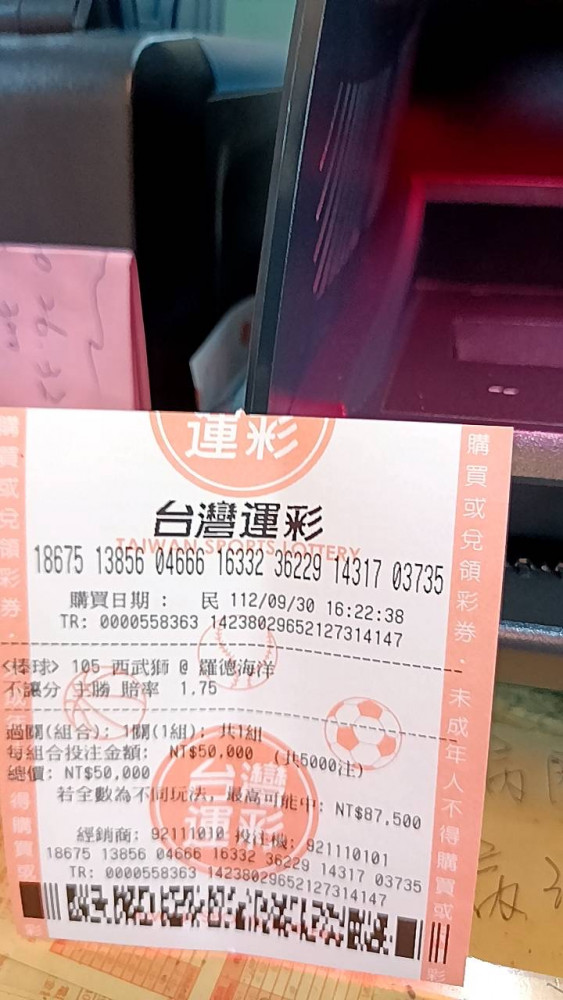 運彩
台灣運彩
TAIWAN SPORTS LOTTERY
18675 13856 04666 16332 36229 14317 03735
購買日期： 民 112/09/30 16:22:38
TR: 0000558363 14238029652127314147
<棒球> 105 西武獅 @ 羅德海洋
不讓分 主勝 賠率 1.75
過關(組合): 1關(1組); 共1組
每組合投注金額: NT$50,000 (共5000注)
總價: NT$50,000
若全數為不同玩法，最高可能中: NT$87,500
台灣
運彩
經銷商: 92111010 投注機: 921110101
18675 13856 04666 16332 36229 14317 03735
TR: 0000558363 14238029652127314147
購買或兌領彩券．
得購買或
購買或兌領彩券．未成年人不得購買或
彩